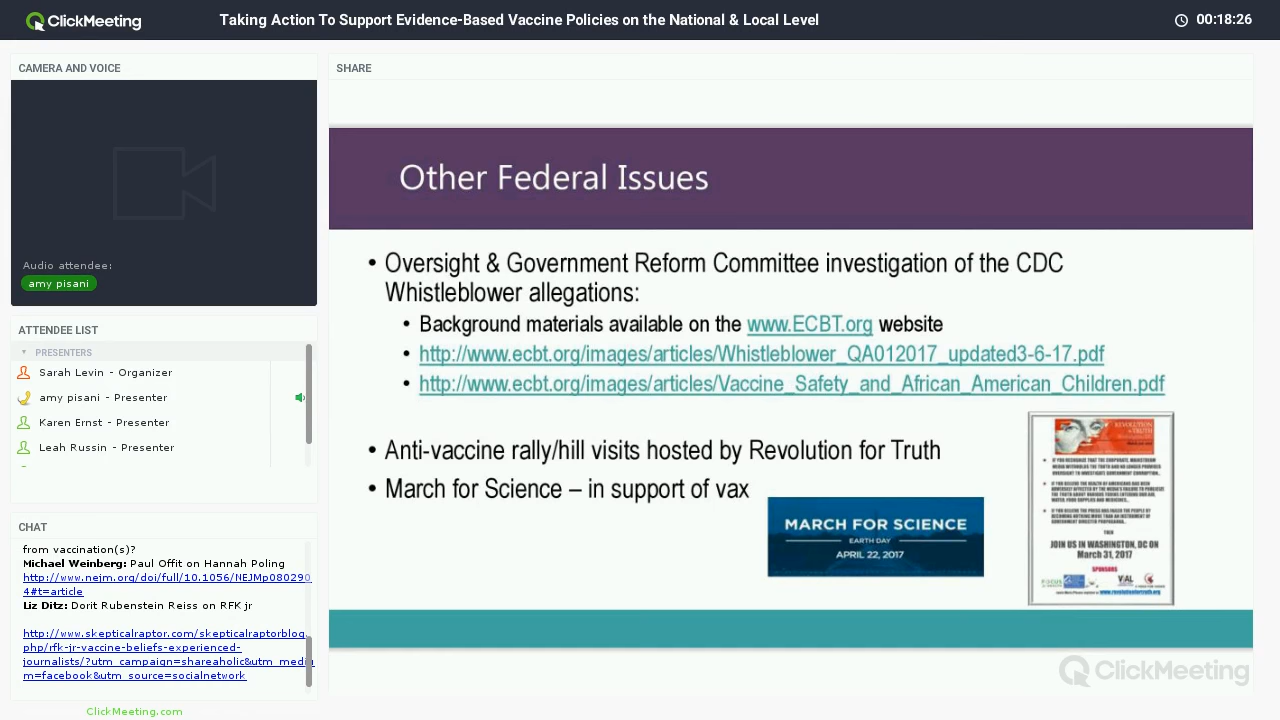 ClickMeeting
Taking Action To Support Evidence-Based Vaccine Policies on the National & Local Level
00:18:26
CAMERA AND VOICE
Audio attendee:
amy pisani
ATTENDEE LIST
PRESENTERS
Sarah Levin - Organizer
amy pisani - Presenter
Karen Ernst - Presenter
Leah Russin - Presenter
CHAT
from vaccination(s)?
Michael Weinberg: Paul Offit on Hannah Poling
http://www.nejm.org/doi/full/10.1056/NEJMp080290
4#t=article
Liz Ditz: Dorit Rubenstein Reiss on RFK jr
http://www.skepticalraptor.com/skepticalraptorblog.
php/rfk-jr-vaccine-beliefs-experienced-
journalists/?utm_campaign=shareaholic&utm_mediu
m=facebook&utm_source=socialnetwork
ClickMeeting.com
SHARE
Other Federal Issues
• Oversight & Government Reform Committee investigation of the CDC
Whistleblower allegations:
• Background materials available on the www.ECBT.org website
• http://www.ecbt.org/images/articles/Whistleblower_QA012017_updated3-6-17.pdf
• http://www.ecbt.org/images/articles/Vaccine_Safety_and_African_American_Children.pdf
• Anti-vaccine rally/hill visits hosted by Revolution for Truth
• March for Science – in support of vax
MARCH FOR SCIENCE
EARTH DAY
APRIL 22, 2017
JOIN US IN WASHINGTON, DC ON
March 31, 2017
SPONSORS
www.revolutionfortruth.org
ClickMeeting